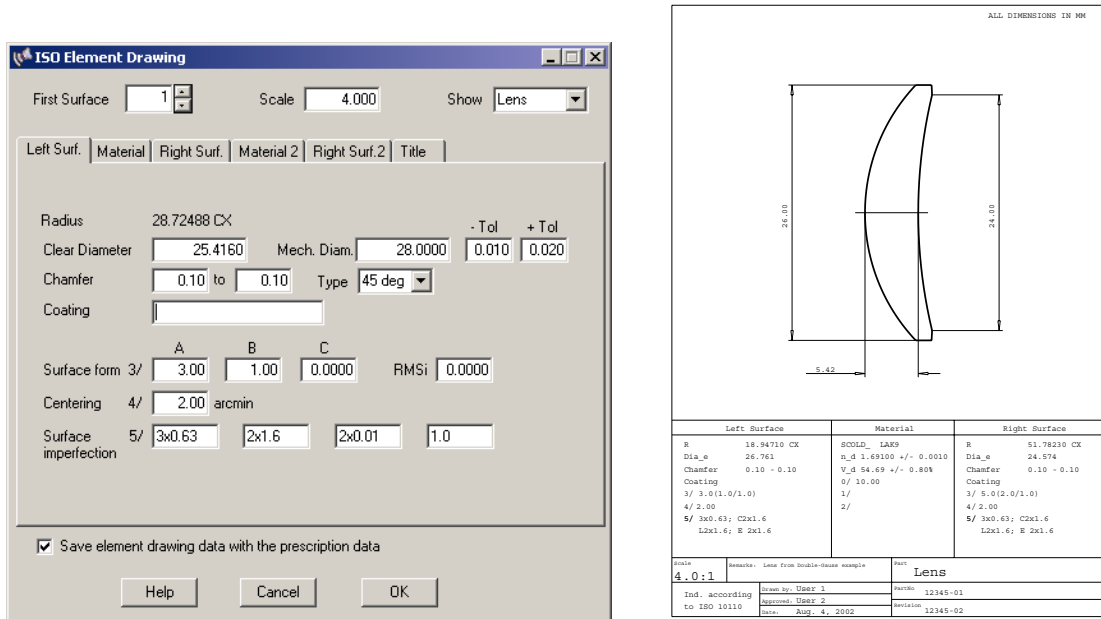 ISO Element Drawing
First Surface 1 Scale 4.000 Show Lens
Left Surf. Material Right Surf. Material 2 Right Surf.2 Title
Radius 28.72488 CX
- Tol + Tol
Clear Diameter 25.4160 Mech. Diam. 28.0000 0.010 0.020
Chamfer 0.10 to 0.10 Type 45 deg
Coating
A B C
Surface form 3/ 3.00 1.00 0.0000 RMSi 0.0000
Centering 4/ 2.00 arcmin
Surface imperfection 5/ 3x0.63 2x1.6 2x0.01 1.0
Save element drawing data with the prescription data
Help Cancel OK
ALL DIMENSIONS IN MM
26.00
24.00
5.42
Left Surface
R 18.94710 CX
Dia_e 26.761
Chamfer 0.10 - 0.10
Coating
3/ 3.0(1.0/1.0)
4/ 2.00
5/ 3x0.63; C2x1.6
L2x1.6; E 2x1.6
Material
SCOLD_ LAK9
n_d 1.69100 +/- 0.0010
V_d 54.69 +/- 0.80%
0/ 10.00
1/
2/
Right Surface
R 51.78230 CX
Dia_e 24.574
Chamfer 0.10 - 0.10
Coating
3/ 5.0(2.0/1.0)
4/ 2.00
5/ 3x0.63; C2x1.6
L2x1.6; E 2x1.6
Scale
4.0:1
Remarks: Lens from Double-Gauss example
Part
Lens
Ind. according
to ISO 10110
Drawn by: User 1
Approved: User 2
Date: Aug. 4, 2002
PartNo 12345-01
Revision 12345-02